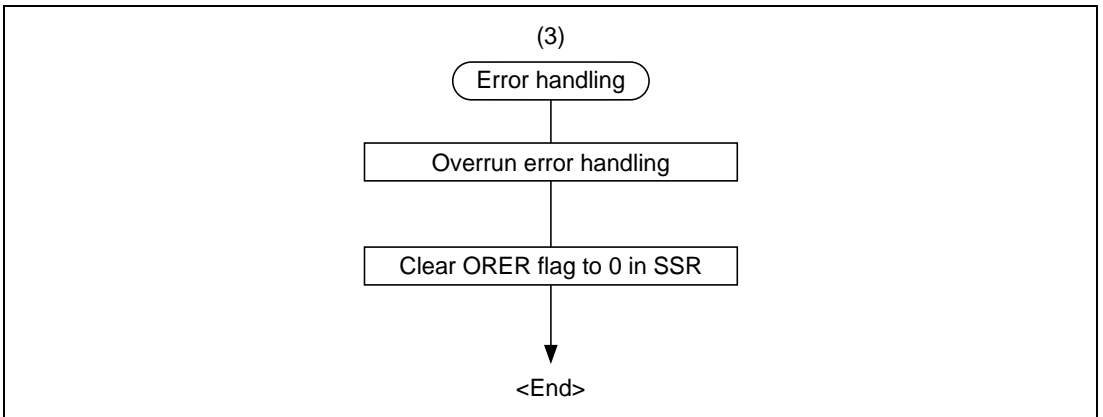 (3)
Error handling
Overrun error handling
Clear ORER flag to 0 in SSR
<End>